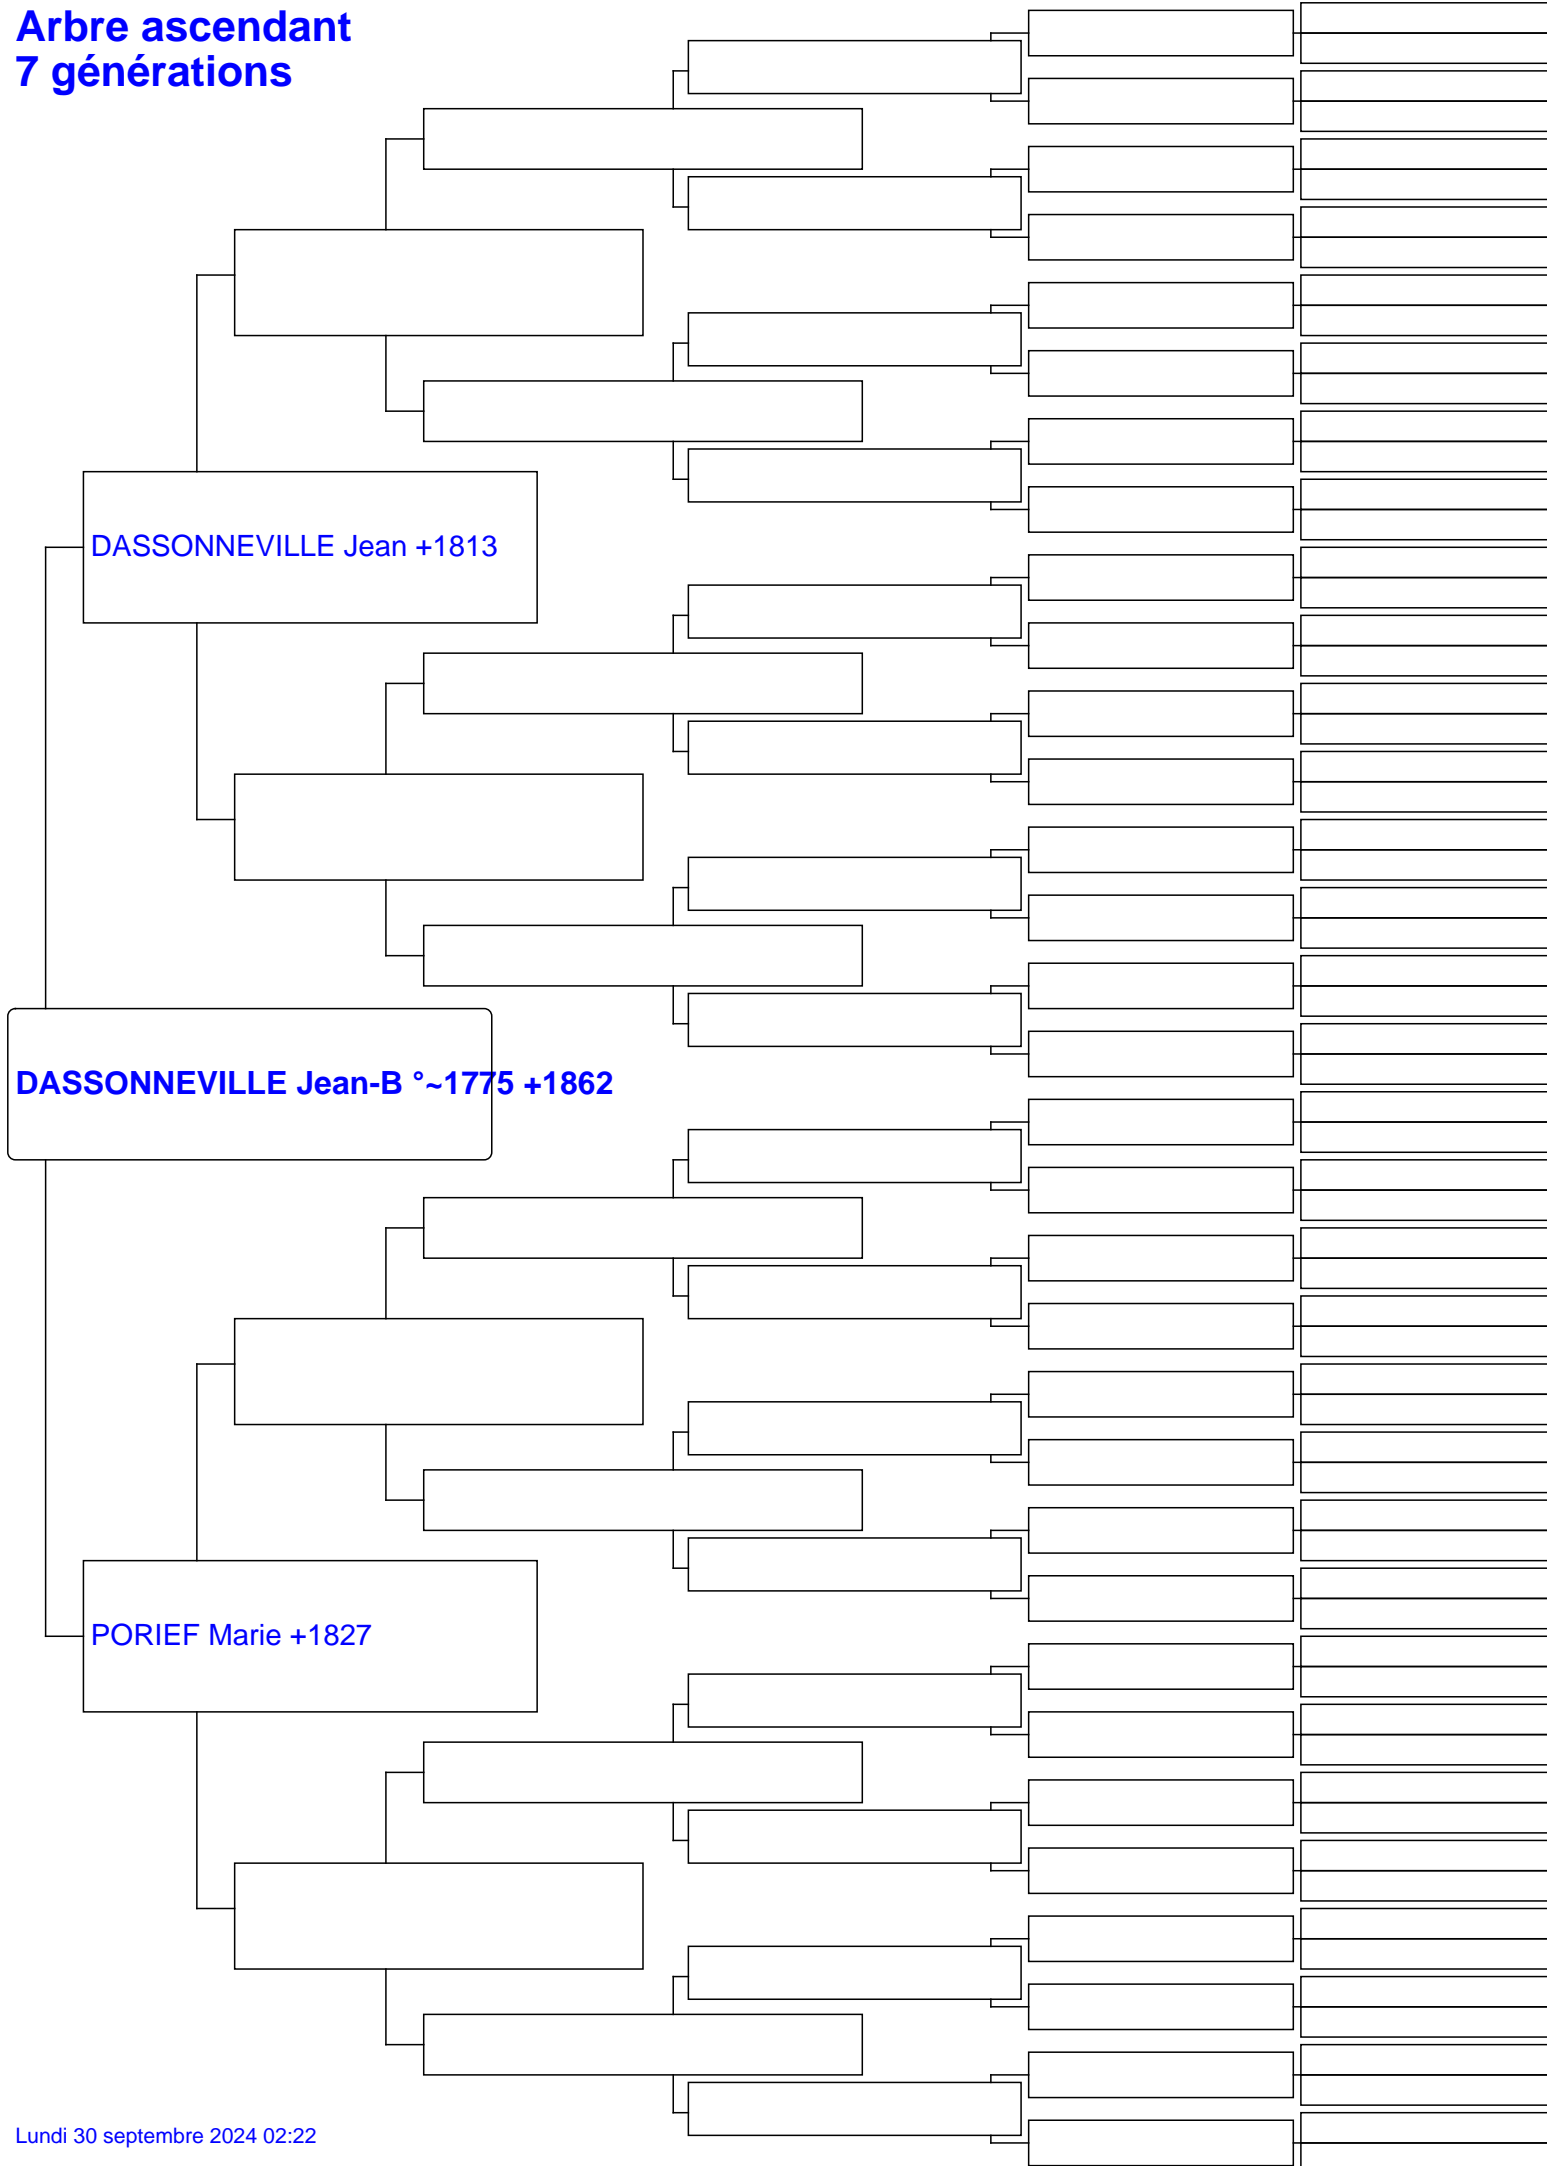 Arbre ascendant
7 générations
DASSONNEVILLE Jean +1813
DASSONNEVILLE Jean-B °~1775 +1862
PORIEF Marie +1827
Lundi 30 septembre 2024 02:22